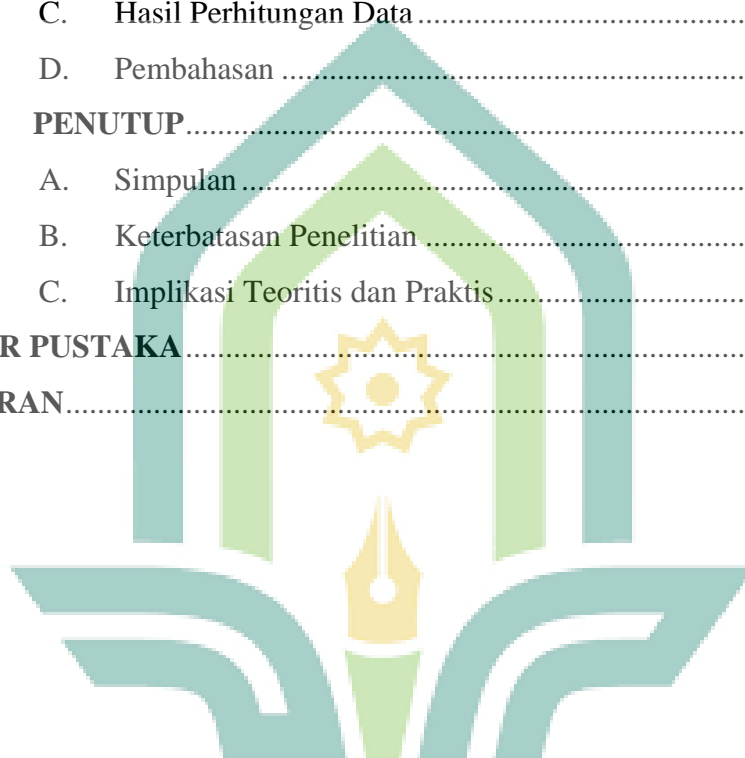 C. Hasil Perhitungan Data........................................
D. Pembahasan ........................................
PENUTUP........................................
A. Simpulan........................................
B. Keterbatasan Penelitian ........................................
C. Implikasi Teoritis dan Praktis........................................
R PUSTAKA........................................
RAN........................................